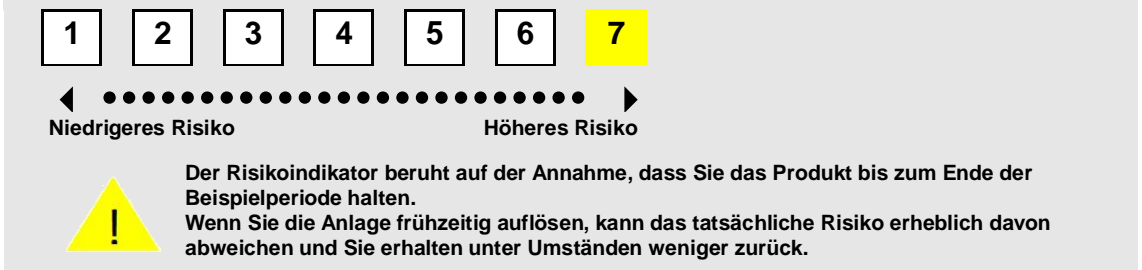 1 2 3 4 5 6 7
Niedrigeres Risiko Höheres Risiko
Der Risikoindikator beruht auf der Annahme, dass Sie das Produkt bis zum Ende der
Beispielperiode halten.
Wenn Sie die Anlage frühzeitig auflösen, kann das tatsächliche Risiko erheblich davon
abweichen und Sie erhalten unter Umständen weniger zurück.
!